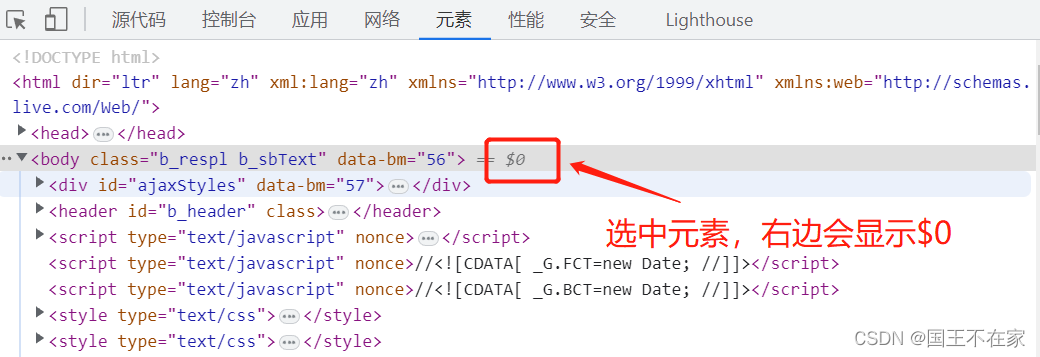 源代码 控制台 应用 网络 元素 性能 安全 Lighthouse
<!DOCTYPE html>
<html dir="ltr" lang="zh" xml:lang="zh" xmlns="http://www.w3.org/1999/xhtml" xmlns:web="http://schemas.
live.com/Web/">
<head>…</head>
<body class="b_respl b_sbText" data-bm="56"> == $0
<div id="ajaxStyles" data-bm="57">…</div>
<header id="b_header" class>…</header>
选中元素，右边会显示$0
<script type="text/javascript" nonce>…</script>
<script type="text/javascript" nonce>//<![CDATA[ _G.FCT=new Date; //]]></script>
<script type="text/javascript" nonce>//<![CDATA[ _G.BCT=new Date; //]]></script>
<style type="text/css">…</style>
<style type="text/css">…</style>
CSDN @国王不在家